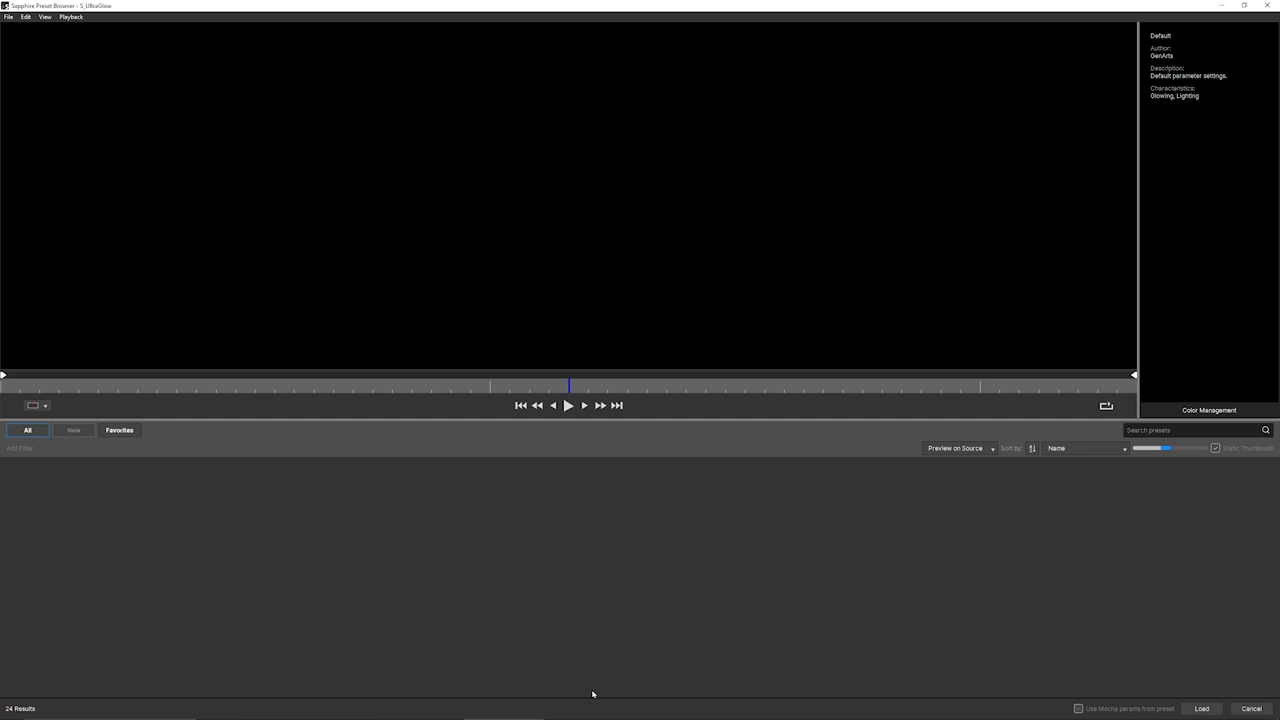 Sapphire Preset Browser - S_UltraGlow
File Edit View Playback
Default
Author:
GenArts
Description:
Default parameter settings.
Characteristics:
Glowing, Lighting
Color Management
All New Favorites
Search presets
Add Filter
Preview on Source Sort by: Name Static Thumbnails
24 Results
Use Mocha params from preset Load Cancel